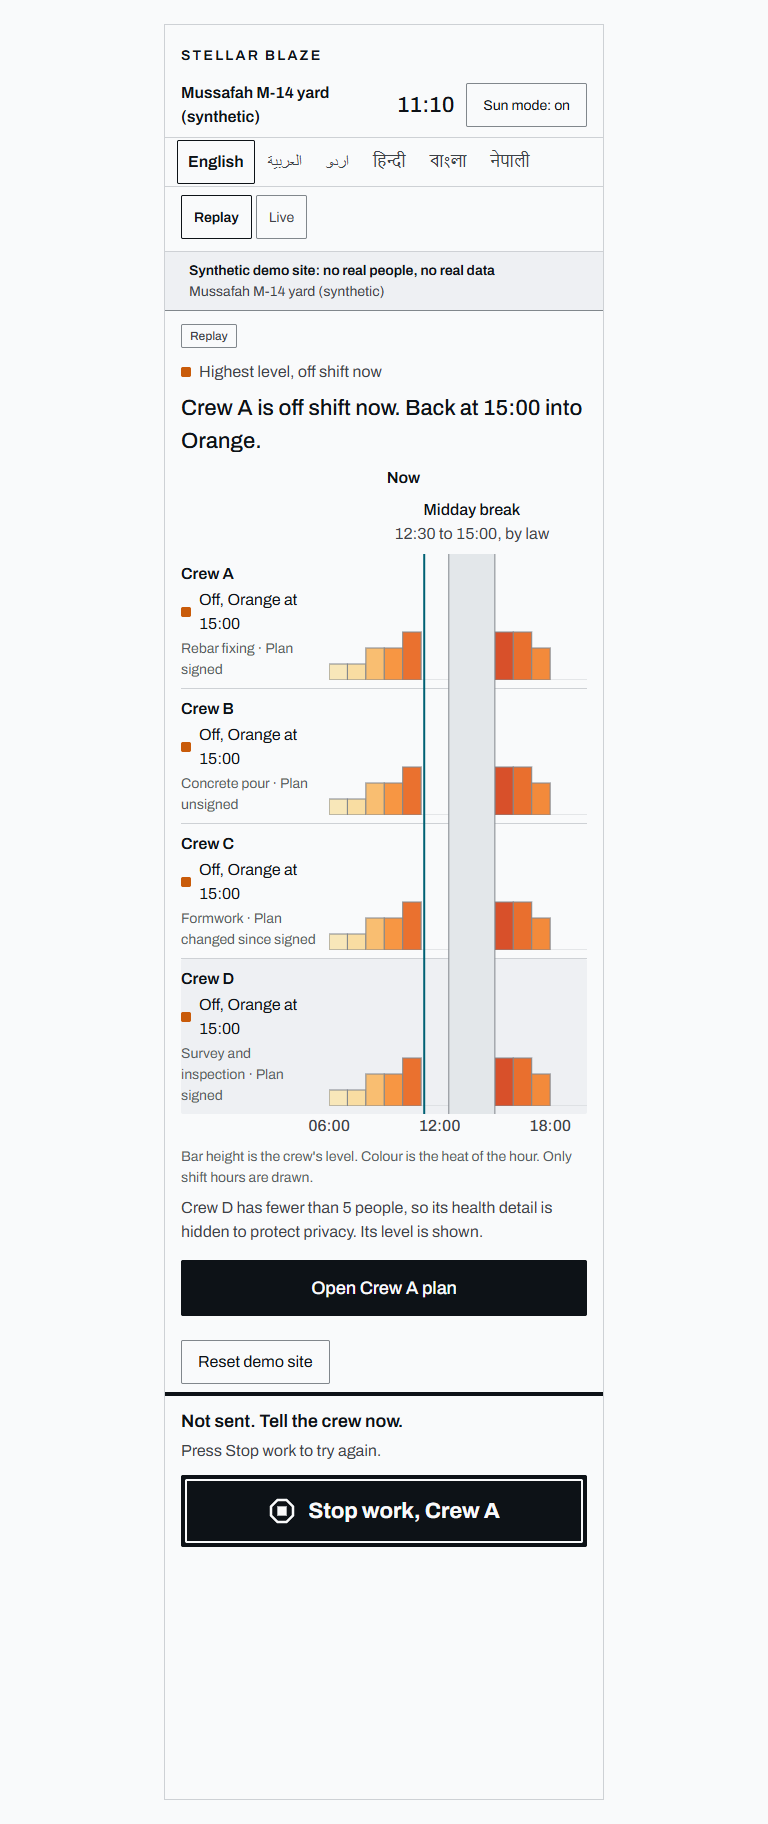 STELLAR BLAZE
Mussafah M-14 yard
(synthetic)
11:10
Sun mode: on
English العربية اردو हिन्दी বাংলা नेपाली
Replay Live
Synthetic demo site: no real people, no real data
Mussafah M-14 yard (synthetic)
Replay
Highest level, off shift now
Crew A is off shift now. Back at 15:00 into
Orange.
Now
Midday break
12:30 to 15:00, by law
Crew A
Off, Orange at
15:00
Rebar fixing · Plan
signed
Crew B
Off, Orange at
15:00
Concrete pour · Plan
unsigned
Crew C
Off, Orange at
15:00
Formwork · Plan
changed since signed
Crew D
Off, Orange at
15:00
Survey and
inspection · Plan
signed
06:00 12:00 18:00
Bar height is the crew's level. Colour is the heat of the hour. Only
shift hours are drawn.
Crew D has fewer than 5 people, so its health detail is
hidden to protect privacy. Its level is shown.
Open Crew A plan
Reset demo site
Not sent. Tell the crew now.
Press Stop work to try again.
Stop work, Crew A